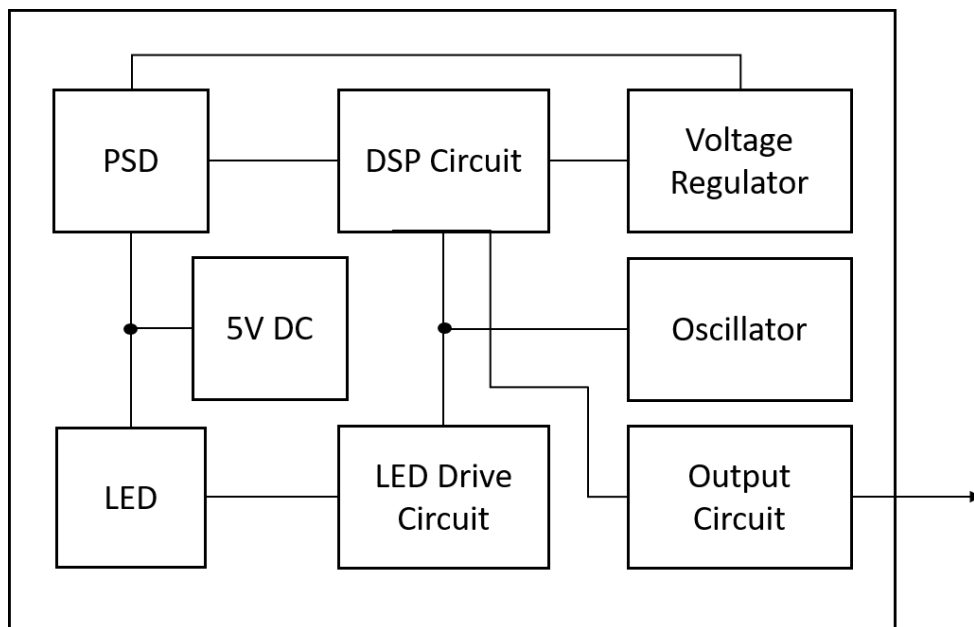 PSD
DSP Circuit
Voltage
Regulator
5V DC
Oscillator
LED
LED Drive
Circuit
Output
Circuit